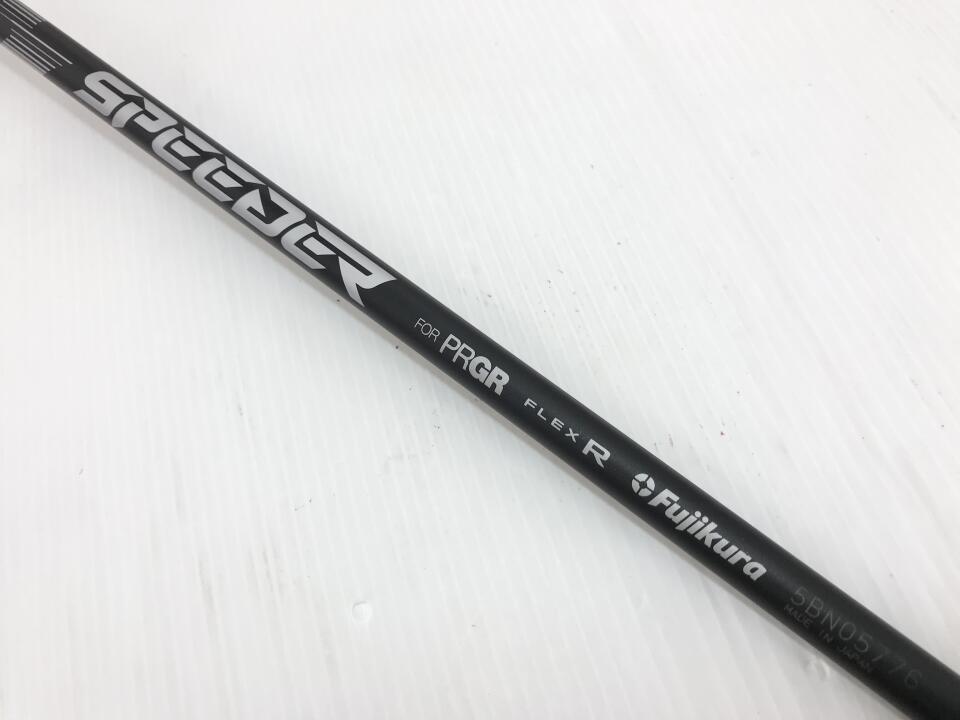 SPEEDER
FOR PRGR
FLEX R
Fujikura
5BN05776
MADE IN JAPAN